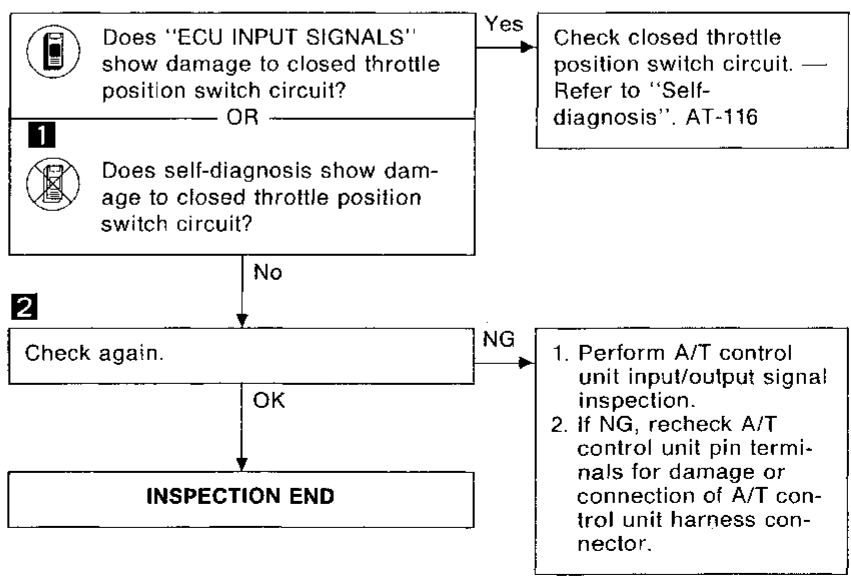 Does "ECU INPUT SIGNALS"
show damage to closed throttle
position switch circuit?
OR
1
Does self-diagnosis show dam-
age to closed throttle position
switch circuit?
Yes
Check closed throttle
position switch circuit. —
Refer to "Self-
diagnosis". AT-116
No
2
Check again.
NG
1. Perform A/T control
unit input/output signal
inspection.
2. If NG, recheck A/T
control unit pin termi-
nals for damage or
connection of A/T con-
trol unit harness con-
nector.
OK
INSPECTION END